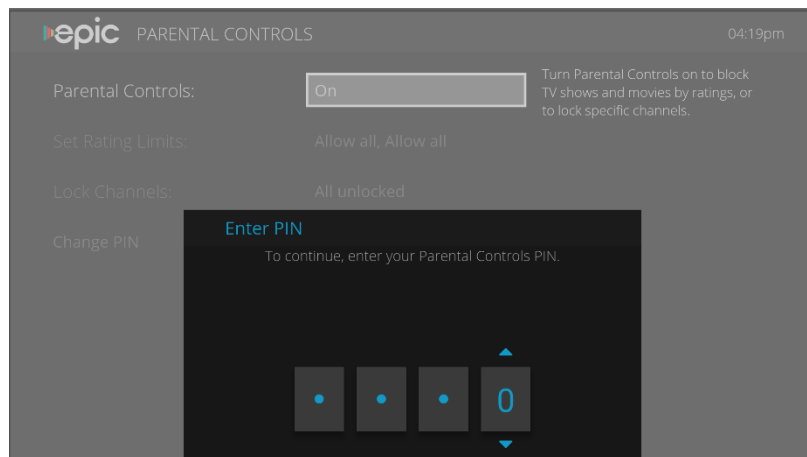 epic PARENTAL CONTROLS 04:19pm
Parental Controls: On
Turn Parental Controls on to block
TV shows and movies by ratings, or
to lock specific channels.
Set Rating Limits: Allow all, Allow all
Lock Channels: All unlocked
Change PIN
Enter PIN
To continue, enter your Parental Controls PIN.
0